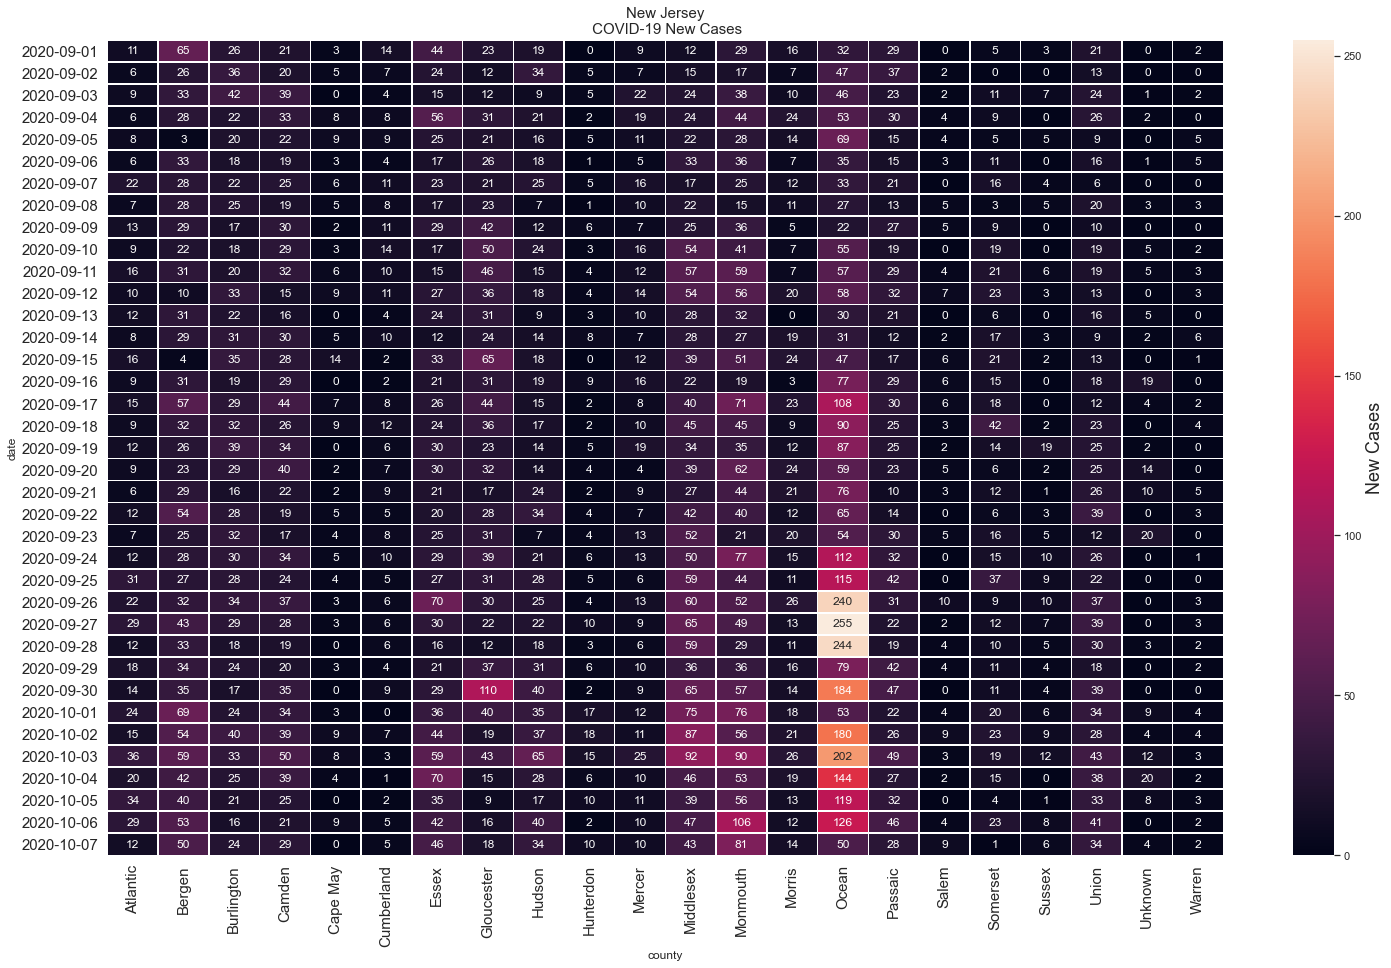 New Jersey
COVID-19 New Cases
2020-09-01 11 65 26 21 3 14 44 23 19 0 9 12 29 16 32 29 0 5 3 21 0 2
2020-09-02 6 26 36 20 5 7 24 12 34 5 7 15 17 7 47 37 2 0 0 13 0 0
2020-09-03 9 33 42 39 0 4 15 12 9 5 22 24 38 10 46 23 2 11 7 24 1 2
2020-09-04 6 28 22 33 8 8 56 31 21 2 19 24 44 24 53 30 4 9 0 26 2 0
2020-09-05 8 3 20 22 9 9 25 21 16 5 11 22 28 14 69 15 4 5 5 9 0 5
2020-09-06 6 33 18 19 3 4 17 26 18 1 5 33 36 7 35 15 3 11 0 16 1 5
2020-09-07 22 28 22 25 6 11 23 21 25 5 16 17 25 12 33 21 0 16 4 6 0 0
2020-09-08 7 28 25 19 5 8 17 23 7 1 10 22 15 11 27 13 5 3 5 20 3 3
2020-09-09 13 29 17 30 2 11 29 42 12 6 7 25 36 5 22 27 5 9 0 10 0 0
2020-09-10 9 22 18 29 3 14 17 50 24 3 16 54 41 7 55 19 0 19 0 19 5 2
2020-09-11 16 31 20 32 6 10 15 46 15 4 12 57 59 7 57 29 4 21 6 19 5 3
2020-09-12 10 10 33 15 9 11 27 36 18 4 14 54 56 20 58 32 7 23 3 13 0 3
2020-09-13 12 31 22 16 0 4 24 31 9 3 10 28 32 0 30 21 0 6 0 16 5 0
2020-09-14 8 29 31 30 5 10 12 24 14 8 7 28 27 19 31 12 2 17 3 9 2 6
2020-09-15 16 4 35 28 14 2 33 65 18 0 12 39 51 24 47 17 6 21 2 13 0 1
2020-09-16 9 31 19 29 0 2 21 31 19 9 16 22 19 3 77 29 6 15 0 18 19 0
2020-09-17 15 57 29 44 7 8 26 44 15 2 8 40 71 23 108 30 6 18 0 12 4 2
2020-09-18 9 32 32 26 9 12 24 36 17 2 10 45 45 9 90 25 3 42 2 23 0 4
2020-09-19 12 26 39 34 0 6 30 23 14 5 19 34 35 12 87 25 2 14 19 25 2 0
2020-09-20 9 23 29 40 2 7 30 32 14 4 4 39 62 24 59 23 5 6 2 25 14 0
2020-09-21 6 29 16 22 2 9 21 17 24 2 9 27 44 21 76 10 3 12 1 26 10 5
2020-09-22 12 54 28 19 5 5 20 28 34 4 7 42 40 12 65 14 0 6 3 39 0 3
2020-09-23 7 25 32 17 4 8 25 31 7 4 13 52 21 20 54 30 5 16 5 12 20 0
2020-09-24 12 28 30 34 5 10 29 39 21 6 13 50 77 15 112 32 0 15 10 26 0 1
2020-09-25 31 27 28 24 4 5 27 31 28 5 6 59 44 11 115 42 0 37 9 22 0 0
2020-09-26 22 32 34 37 3 6 70 30 25 4 13 60 52 26 240 31 10 9 10 37 0 3
2020-09-27 29 43 29 28 3 6 30 22 22 10 9 65 49 13 255 22 2 12 7 39 0 3
2020-09-28 12 33 18 19 0 6 16 12 18 3 6 59 29 11 244 19 4 10 5 30 3 2
2020-09-29 18 34 24 20 3 4 21 37 31 6 10 36 36 16 79 42 4 11 4 18 0 2
2020-09-30 14 35 17 35 0 9 29 110 40 2 9 65 57 14 184 47 0 11 4 39 0 0
2020-10-01 24 69 24 34 3 0 36 40 35 17 12 75 76 18 53 22 4 20 6 34 9 4
2020-10-02 15 54 40 39 9 7 44 19 37 18 11 87 56 21 180 26 9 23 9 28 4 4
2020-10-03 36 59 33 50 8 3 59 43 65 15 25 92 90 26 202 49 3 19 12 43 12 3
2020-10-04 20 42 25 39 4 1 70 15 28 6 10 46 53 19 144 27 2 15 0 38 20 2
2020-10-05 34 40 21 25 0 2 35 9 17 10 11 39 56 13 119 32 0 4 1 33 8 3
2020-10-06 29 53 16 21 9 5 42 16 40 2 10 47 106 12 126 46 4 23 8 41 0 2
2020-10-07 12 50 24 29 0 5 46 18 34 10 10 43 81 14 50 28 9 1 6 34 4 2
date
Atlantic Bergen Burlington Camden Cape May Cumberland Essex Gloucester Hudson Hunterdon Mercer Middlesex Monmouth Morris Ocean Passaic Salem Somerset Sussex Union Unknown Warren
county
250
200
150
100
50
0
New Cases